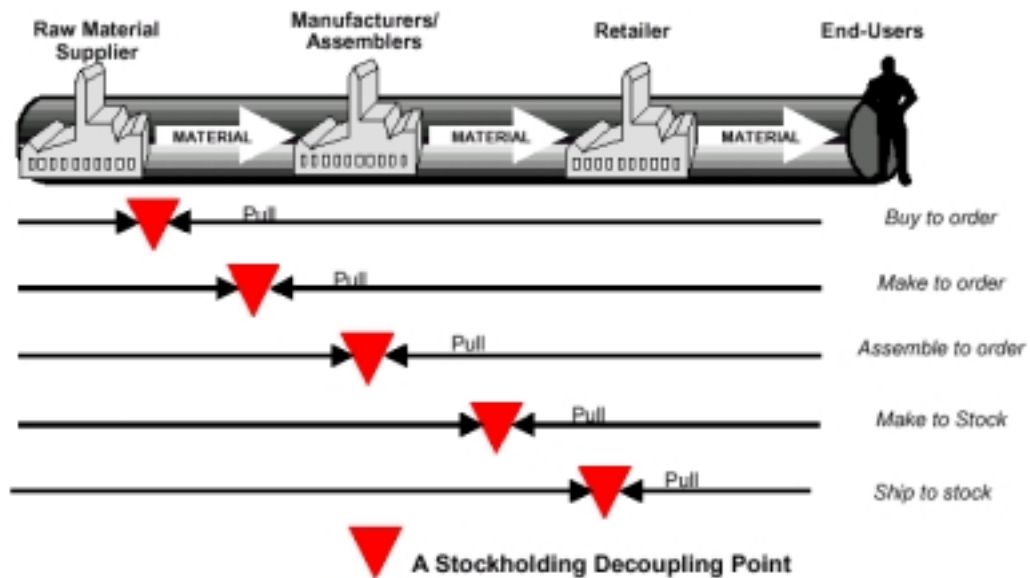 Raw Material
Supplier
Manufacturers/
Assemblers
Retailer
End-Users
MATERIAL
MATERIAL
MATERIAL
Pull
Buy to order
Pull
Make to order
Pull
Assemble to order
Pull
Make to Stock
Pull
Ship to stock
A Stockholding Decoupling Point